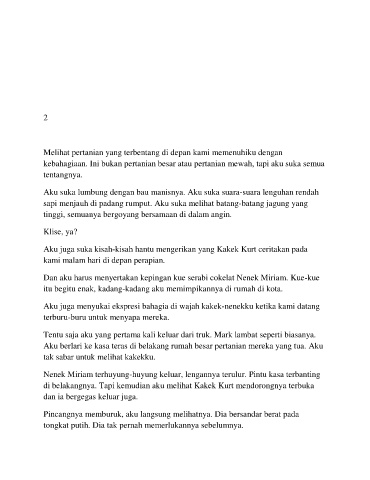 2
Melihat pertanian yang terbentang di depan kami memenuhiku dengan
kebahagiaan. Ini bukan pertanian besar atau pertanian mewah, tapi aku suka semua
tentangnya.
Aku suka lumbung dengan bau manisnya. Aku suka suara-suara lenguhan rendah
sapi menjauh di padang rumput. Aku suka melihat batang-batang jagung yang
tinggi, semuanya bergoyang bersamaan di dalam angin.
Klise, ya?
Aku juga suka kisah-kisah hantu mengerikan yang Kakek Kurt ceritakan pada
kami malam hari di depan perapian.
Dan aku harus menyertakan kepingan kue serabi cokelat Nenek Miriam. Kue-kue
itu begitu enak, kadang-kadang aku memimpikannya di rumah di kota.
Aku juga menyukai ekspresi bahagia di wajah kakek-nenekku ketika kami datang
terburu-buru untuk menyapa mereka.
Tentu saja aku yang pertama kali keluar dari truk. Mark lambat seperti biasanya.
Aku berlari ke kasa teras di belakang rumah besar pertanian mereka yang tua. Aku
tak sabar untuk melihat kakekku.
Nenek Miriam terhuyung-huyung keluar, lengannya terulur. Pintu kasa terbanting
di belakangnya. Tapi kemudian aku melihat Kakek Kurt mendorongnya terbuka
dan ia bergegas keluar juga.
Pincangnya memburuk, aku langsung melihatnya. Dia bersandar berat pada
tongkat putih. Dia tak pernah memerlukannya sebelumnya.